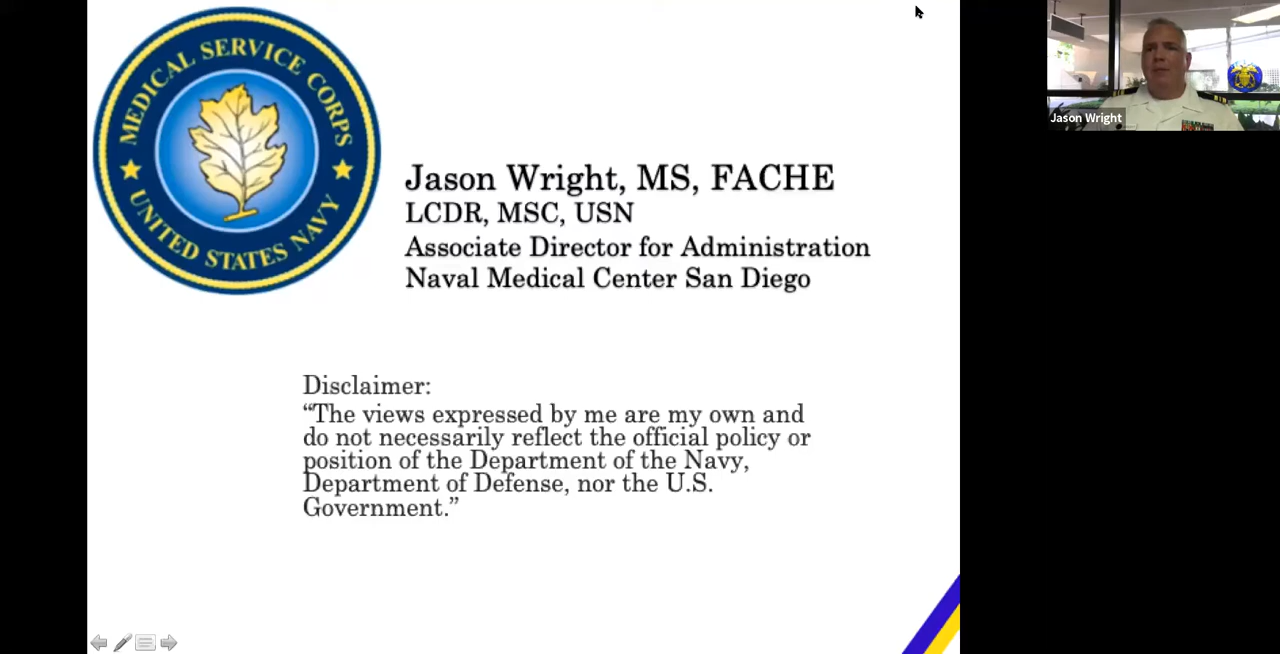 MEDICAL SERVICE CORPS
UNITED STATES NAVY
Jason Wright, MS, FACHE
LCDR, MSC, USN
Associate Director for Administration
Naval Medical Center San Diego
Disclaimer:
“The views expressed by me are my own and
do not necessarily reflect the official policy or
position of the Department of the Navy,
Department of Defense, nor the U.S.
Government.”
Jason Wright